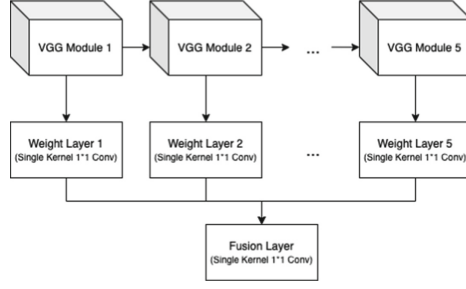 VGG Module 1
VGG Module 2
...
VGG Module 5
Weight Layer 1
(Single Kernel 1*1 Conv)
Weight Layer 2
(Single Kernel 1*1 Conv)
...
Weight Layer 5
(Single Kernel 1*1 Conv)
Fusion Layer
(Single Kernel 1*1 Conv)